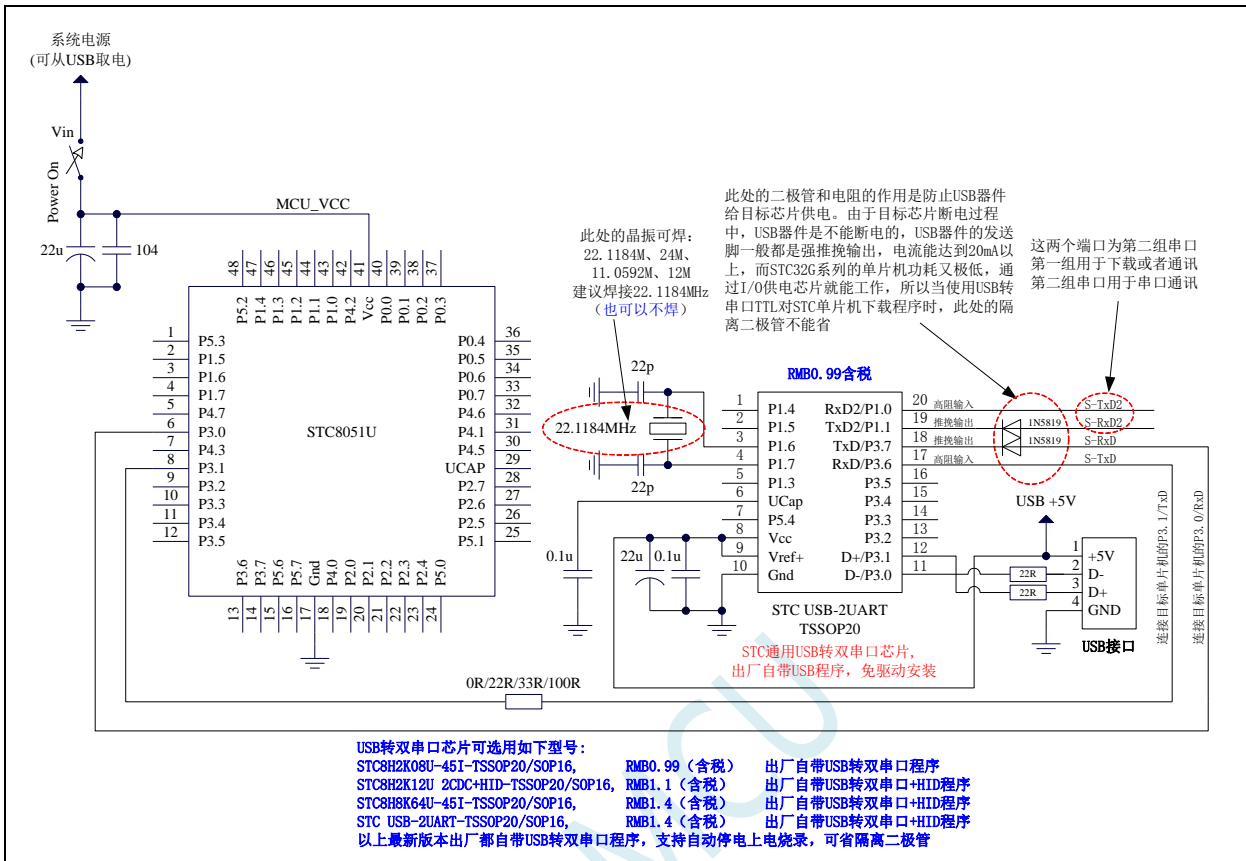 系统电源
(可从USB取电)
Vin
Power On
MCU_VCC
22u
104
48 47 46 45 44 43 42 41 40 39 38 37
P5.2 P1.4 P1.3 P1.2 P1.1 P1.0 P4.2 Vcc P0.0 P0.1 P0.2 P0.3
1 P5.3
2 P1.5
3 P1.6
4 P1.7
5 P4.7
6 P3.0
7 P4.3
8 P3.1
9 P3.2
10 P3.3
11 P3.4
12 P3.5
STC8051U
P0.4 36
P0.5 35
P0.6 34
P0.7 33
P4.6 32
P4.1 31
P4.5 30
UCAP 29
P2.7 28
P2.6 27
P2.5 26
P5.1 25
P3.6 P3.7 P5.6 P5.7 Gnd P4.0 P2.0 P2.1 P2.2 P2.3 P2.4 P5.0
13 14 15 16 17 18 19 20 21 22 23 24
此处的晶振可焊:
22.1184M、24M、
11.0592M、12M
建议焊接22.1184MHz
(也可以不焊)
此处的二极管和电阻的作用是防止USB器件
给目标芯片供电。由于目标芯片断电过程
中，USB器件是不能断电的，USB器件的发送
脚一般都是强推挽输出，电流能达到20mA以
上，而STC32G系列的单片机功耗又极低，通
过I/O供电芯片就能工作，所以当使用USB转
串口TTL对STC单片机下载程序时，此处的隔
离二极管不能省
这两个端口为第二组串口
第一组用于下载或者通讯
第二组串口用于串口通讯
22p
22.1184MHz
22p
RMB0.99含税
1 P1.4
2 P1.5
3 P1.6
4 P1.7
5 P1.3
6 UCap
7 P5.4
8 Vcc
9 Vref+
10 Gnd
RxD2/P1.0 20 高阻输入 S-TxD2
TxD2/P1.1 19 推挽输出 1N5819 S-RxD2
TxD/P3.7 18 推挽输出 1N5819 S-RxD
RxD/P3.6 17 高阻输入 S-TxD
P3.5 16
P3.4 15
P3.3 14
P3.2 13
D+/P3.1 12
D-/P3.0 11
0.1u
22u
0.1u
STC USB-2UART
TSSOP20
STC通用USB转双串口芯片,
出厂自带USB程序，免驱动安装
USB +5V
22R
22R
1 +5V
2 D-
3 D+
4 GND
USB接口
连接目标单片机的P3.1/TxD
连接目标单片机的P3.0/RxD
0R/22R/33R/100R
USB转双串口芯片可选用如下型号:
STC8H2K08U-45I-TSSOP20/SOP16, RMB0.99（含税） 出厂自带USB转双串口程序
STC8H2K12U 2CDC+HID-TSSOP20/SOP16, RMB1.1（含税） 出厂自带USB转双串口+HID程序
STC8H8K64U-45I-TSSOP20/SOP16, RMB1.4（含税） 出厂自带USB转双串口+HID程序
STC USB-2UART-TSSOP20/SOP16, RMB1.4（含税） 出厂自带USB转双串口+HID程序
以上最新版本出厂都自带USB转双串口程序，支持自动停电上电烧录，可省隔离二极管
MCU